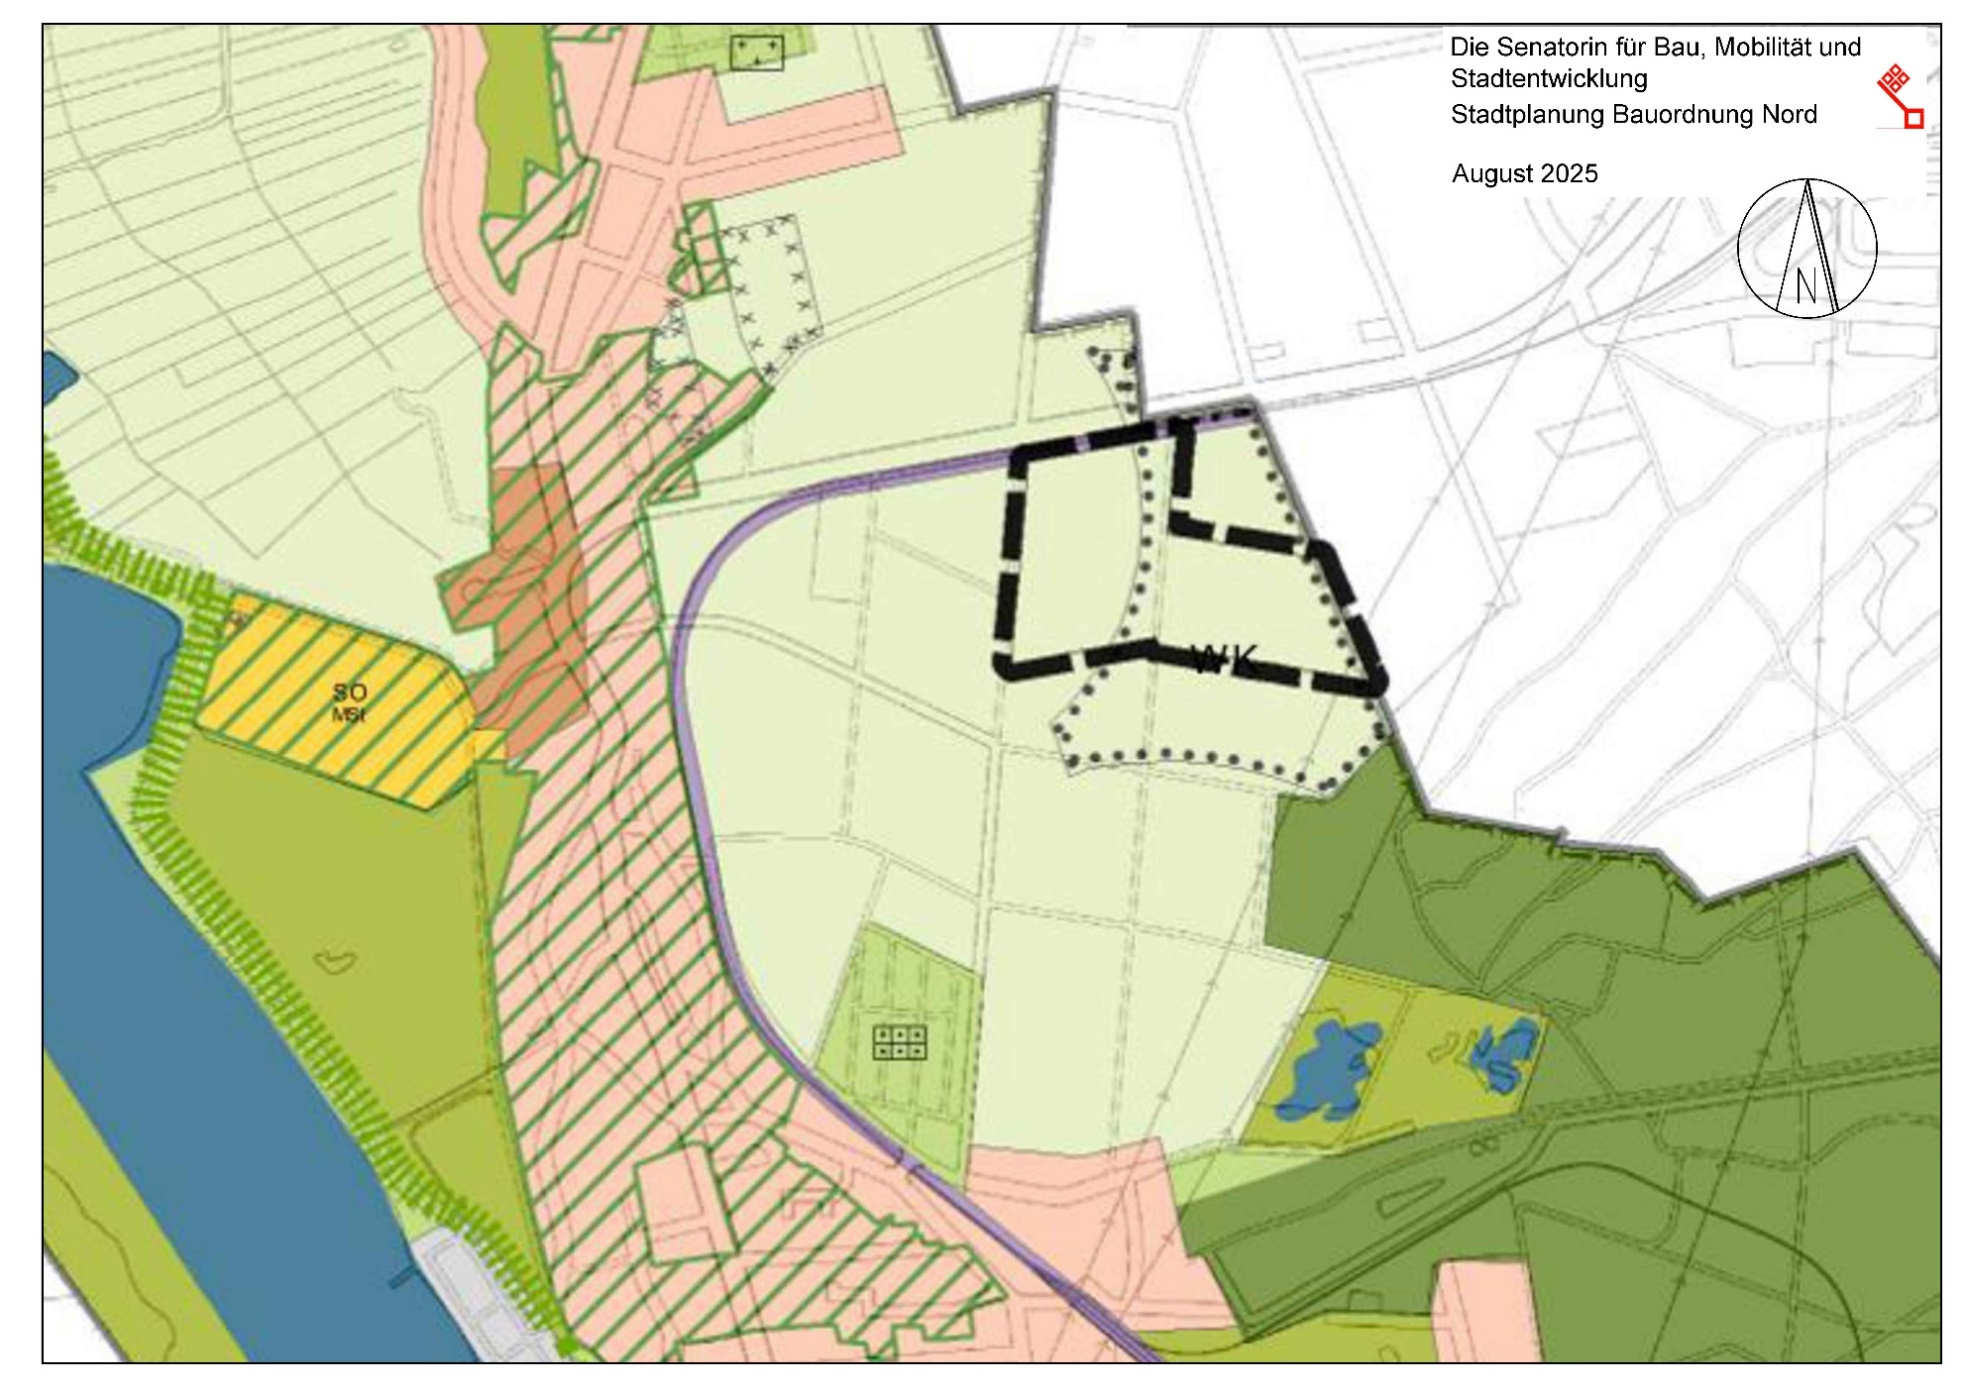 Die Senatorin für Bau, Mobilität und
Stadtentwicklung
Stadtplanung Bauordnung Nord
August 2025
N
WK
SO
MSt